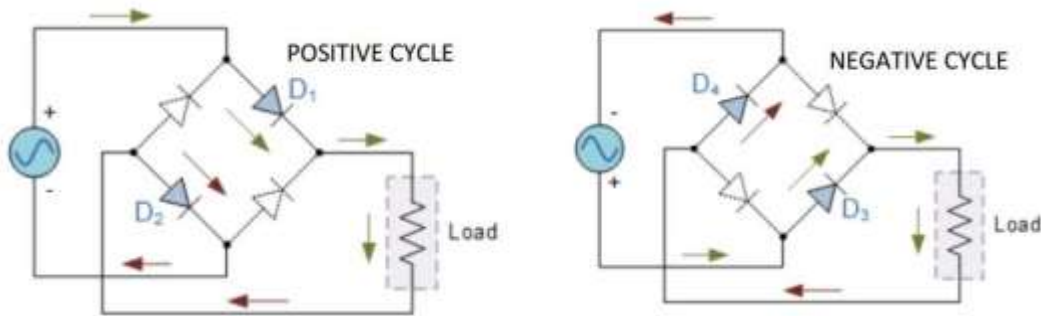 POSITIVE CYCLE
D₁
+
-
D₂
Load
NEGATIVE CYCLE
D₄
-
+
D₃
Load